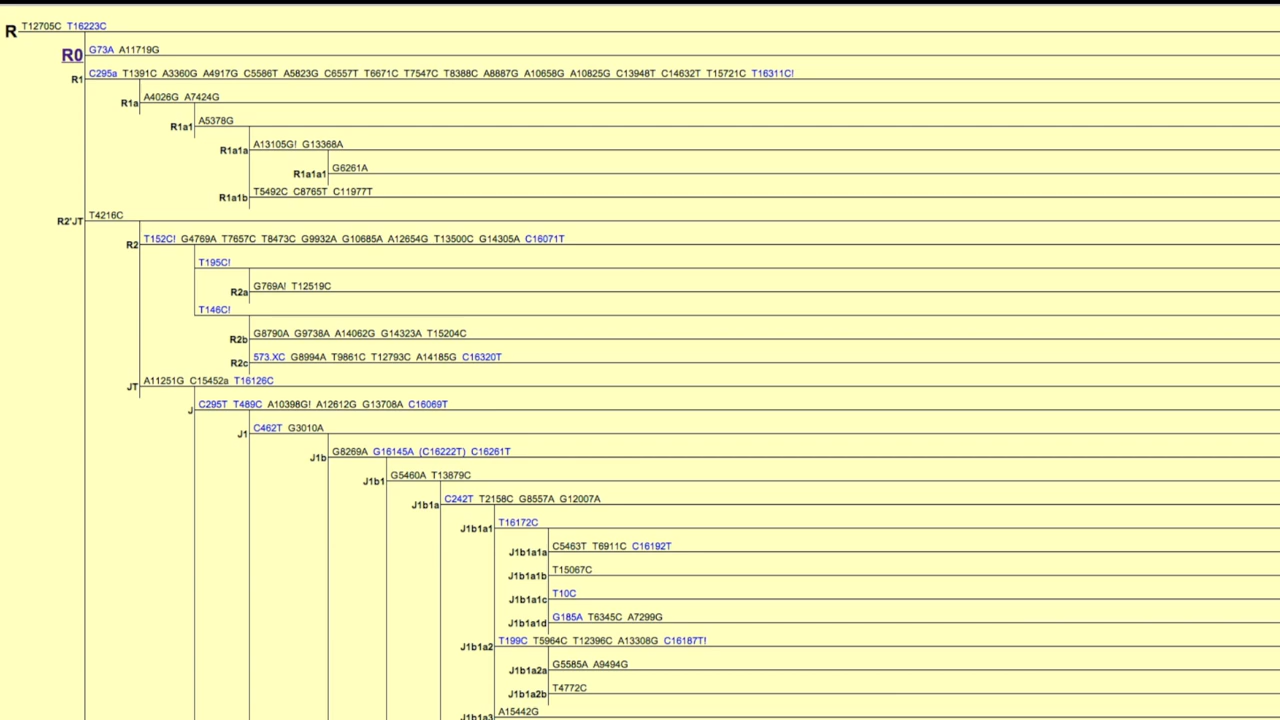 R T12705C T16223C
R0 G73A A11719G
R1 C295a T1391C A3360G A4917G C5586T A5823G C6557T T6671C T7547C T8388C A8887G A10658G A10825G C13948T C14632T T15721C T16311C!
R1a A4026G A7424G
R1a1 A5378G
R1a1a A13105G! G13368A
R1a1a1 G6261A
R1a1b T5492C C8765T C11977T
R2'JT T4216C
R2 T152C! G4769A T7657C T8473C G9932A G10685A A12654G T13500C G14305A C16071T
T195C!
R2a G769A! T12519C
T146C!
R2b G8790A G9738A A14062G G14323A T15204C
R2c 573.XC G8994A T9861C T12793C A14185G C16320T
JT A11251G C15452a T16126C
J C295T T489C A10398G! A12612G G13708A C16069T
J1 C462T G3010A
J1b G8269A G16145A (C16222T) C16261T
J1b1 G5460A T13879C
J1b1a C242T T2158C G8557A G12007A
J1b1a1 T16172C
J1b1a1a C5463T T6911C C16192T
J1b1a1b T15067C
J1b1a1c T10C
J1b1a1d G185A T6345C A7299G
J1b1a2 T199C T5964C T12396C A13308G C16187T!
J1b1a2a G5585A A9494G
J1b1a2b T4772C
J1b1a3 A15442G